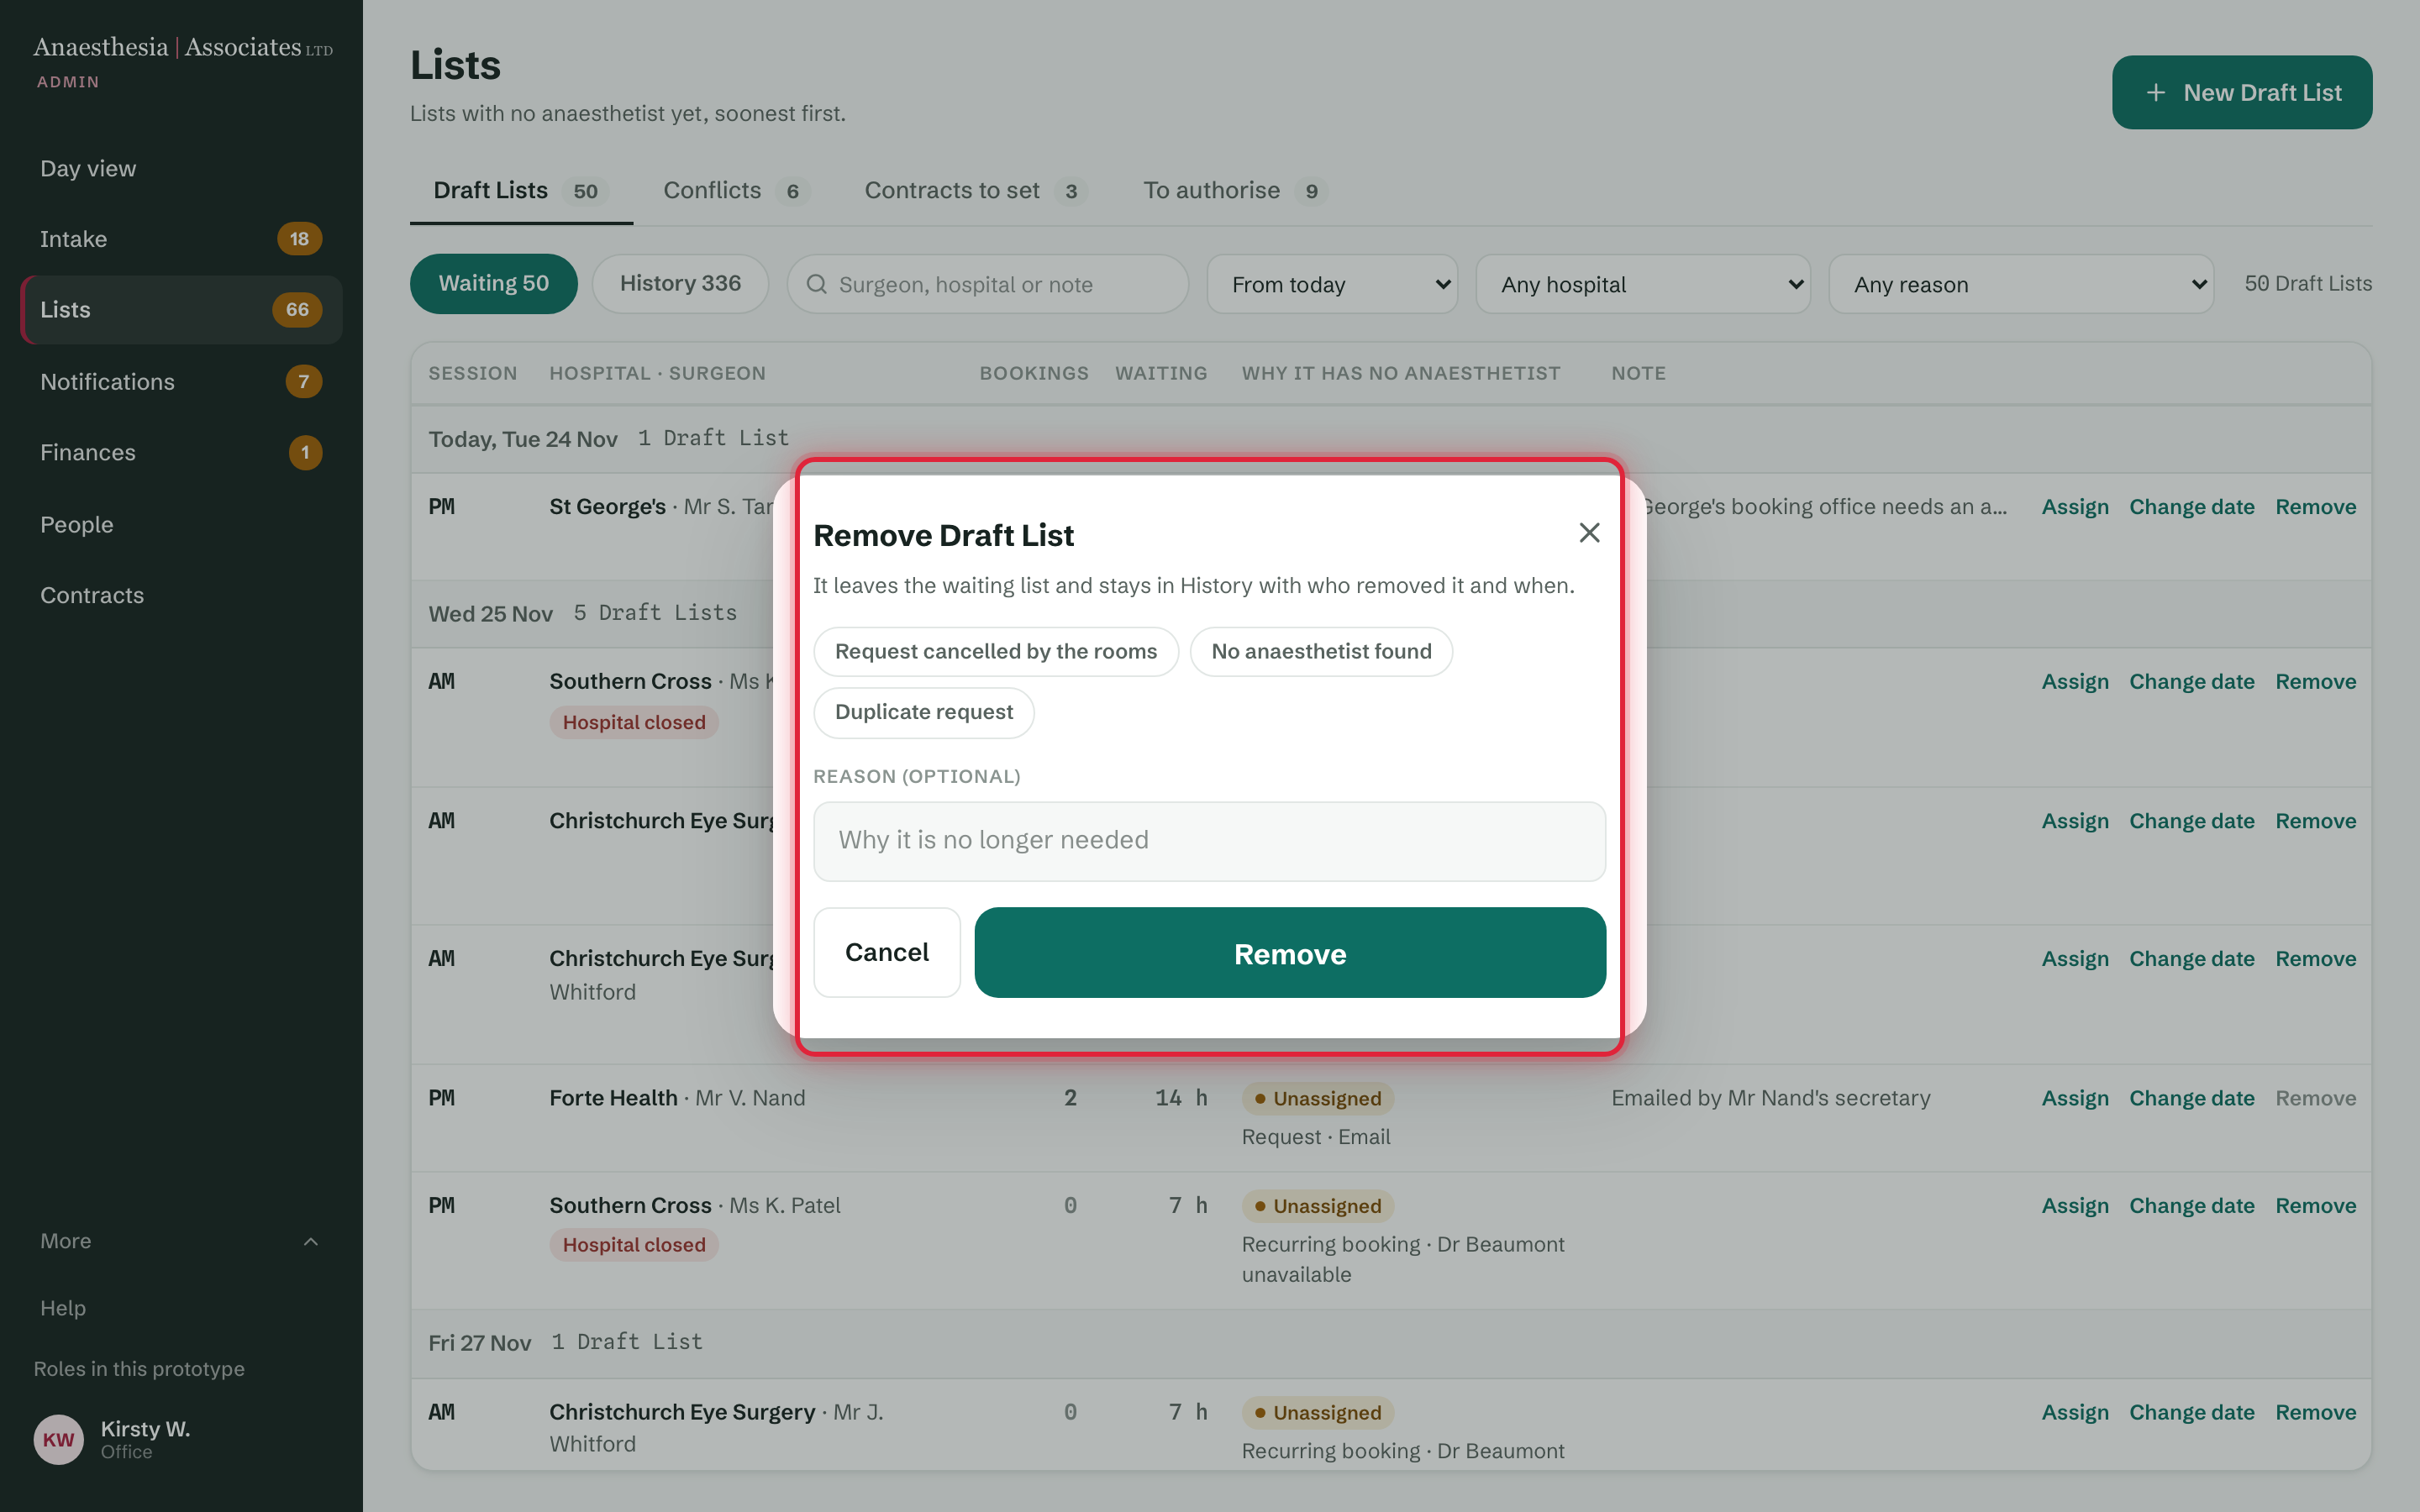 Anaesthesia | Associates LTD
ADMIN
Day view
Intake 18
Lists 66
Notifications 7
Finances 1
People
Contracts
More
Help
Roles in this prototype
KW
Kirsty W.
Office
Lists
Lists with no anaesthetist yet, soonest first.
+ New Draft List
Draft Lists 50 Conflicts 6 Contracts to set 3 To authorise 9
Waiting 50 History 336 Surgeon, hospital or note From today Any hospital Any reason 50 Draft Lists
SESSION HOSPITAL · SURGEON BOOKINGS WAITING WHY IT HAS NO ANAESTHETIST NOTE
Today, Tue 24 Nov 1 Draft List
PM St George's · Mr S. George's booking office needs an a... Assign Change date Remove
Wed 25 Nov 5 Draft Lists
AM Southern Cross · Ms Assign Change date Remove
Hospital closed
AM Christchurch Eye Assign Change date Remove
AM Christchurch Eye Assign Change date Remove
Whitford
Remove Draft List
It leaves the waiting list and stays in History with who removed it and when.
Request cancelled by the rooms No anaesthetist found
Duplicate request
REASON (OPTIONAL)
Why it is no longer needed
Cancel Remove
PM Forte Health · Mr V. Nand 2 14 h Unassigned Emailed by Mr Nand's secretary Assign Change date Remove
Request · Email
PM Southern Cross · Ms K. Patel 0 7 h Unassigned Assign Change date Remove
Hospital closed Recurring booking · Dr Beaumont
unavailable
Fri 27 Nov 1 Draft List
AM Christchurch Eye Surgery · Mr J. 0 7 h Unassigned Assign Change date Remove
Whitford Recurring booking · Dr Beaumont